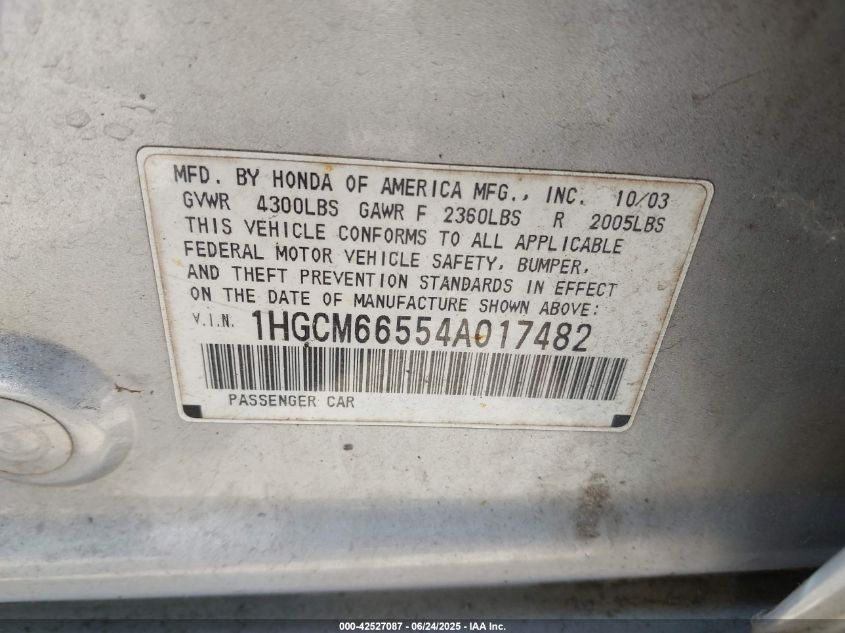 MFD. BY HONDA OF AMERICA MFG., INC. 10/03
GVWR 4300LBS GAWR F 2360LBS R 2005LBS
THIS VEHICLE CONFORMS TO ALL APPLICABLE
FEDERAL MOTOR VEHICLE SAFETY, BUMPER,
AND THEFT PREVENTION STANDARDS IN EFFECT
ON THE DATE OF MANUFACTURE SHOWN ABOVE:
V.I.N. 1HGCM66554A017482
PASSENGER CAR
000-42527087 - 06/24/2025 - IAA Inc.